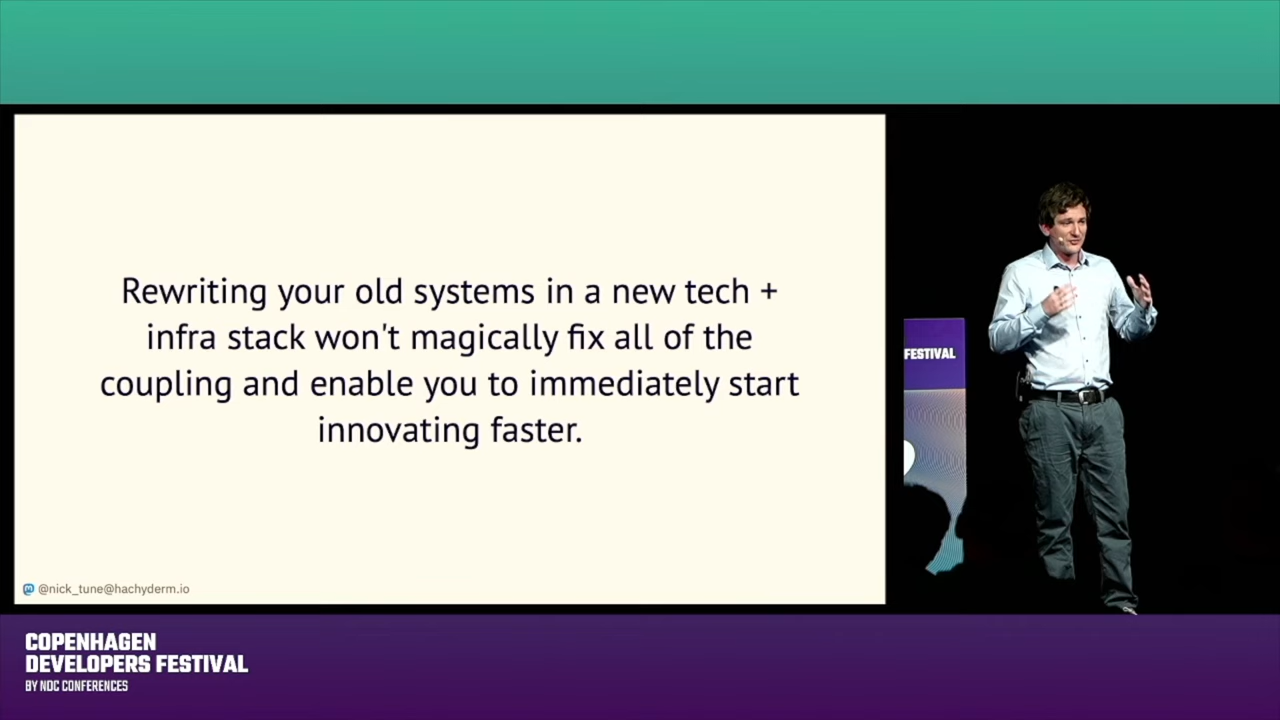 Rewriting your old systems in a new tech +
infra stack won't magically fix all of the
coupling and enable you to immediately start
innovating faster.
@nick_tune@hachyderm.io
FESTIVAL
COPENHAGEN
DEVELOPERS FESTIVAL
BY NDC CONFERENCES